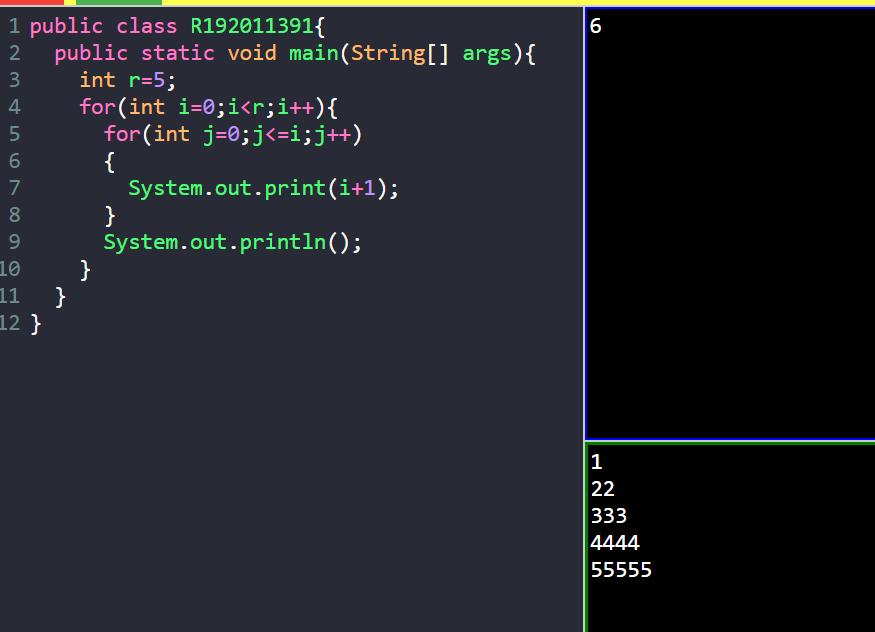 1 public class R192011391{
2   public static void main(String[] args){
3     int r=5;
4     for(int i=0;i<r;i++){
5       for(int j=0;j<=i;j++)
6       {
7         System.out.print(i+1);
8       }
9       System.out.println();
10     }
11   }
12 }
6
1
22
333
4444
55555